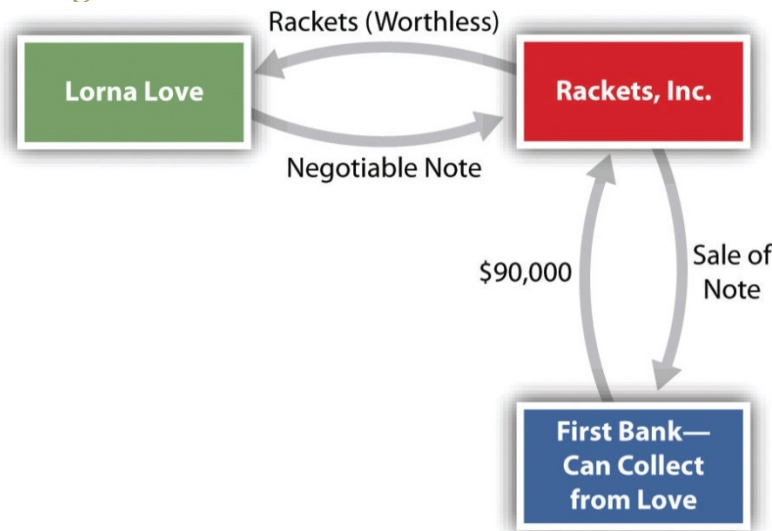 Rackets (Worthless)
Lorna Love
Rackets, Inc.
Negotiable Note
$90,000
Sale of
Note
First Bank—
Can Collect
from Love